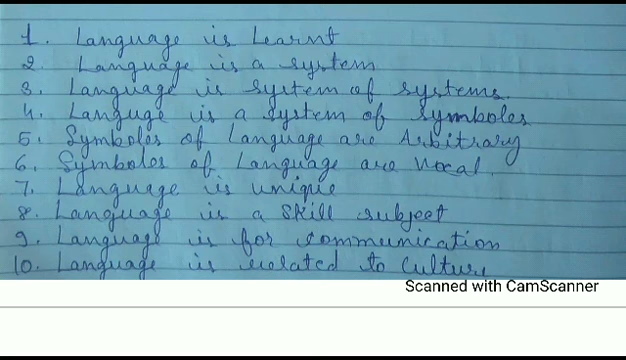 1. Language is Learnt
2. Language is a system
3. Language is system of systems.
4. Languge is a system of symboles
5. Symboles of Language are Arbitrary
6. Symboles of Language are Vocal.
7. Language is unique
8. Language is a skill subject
9. Language is for communication
10. Language is related to Culture
Scanned with CamScanner